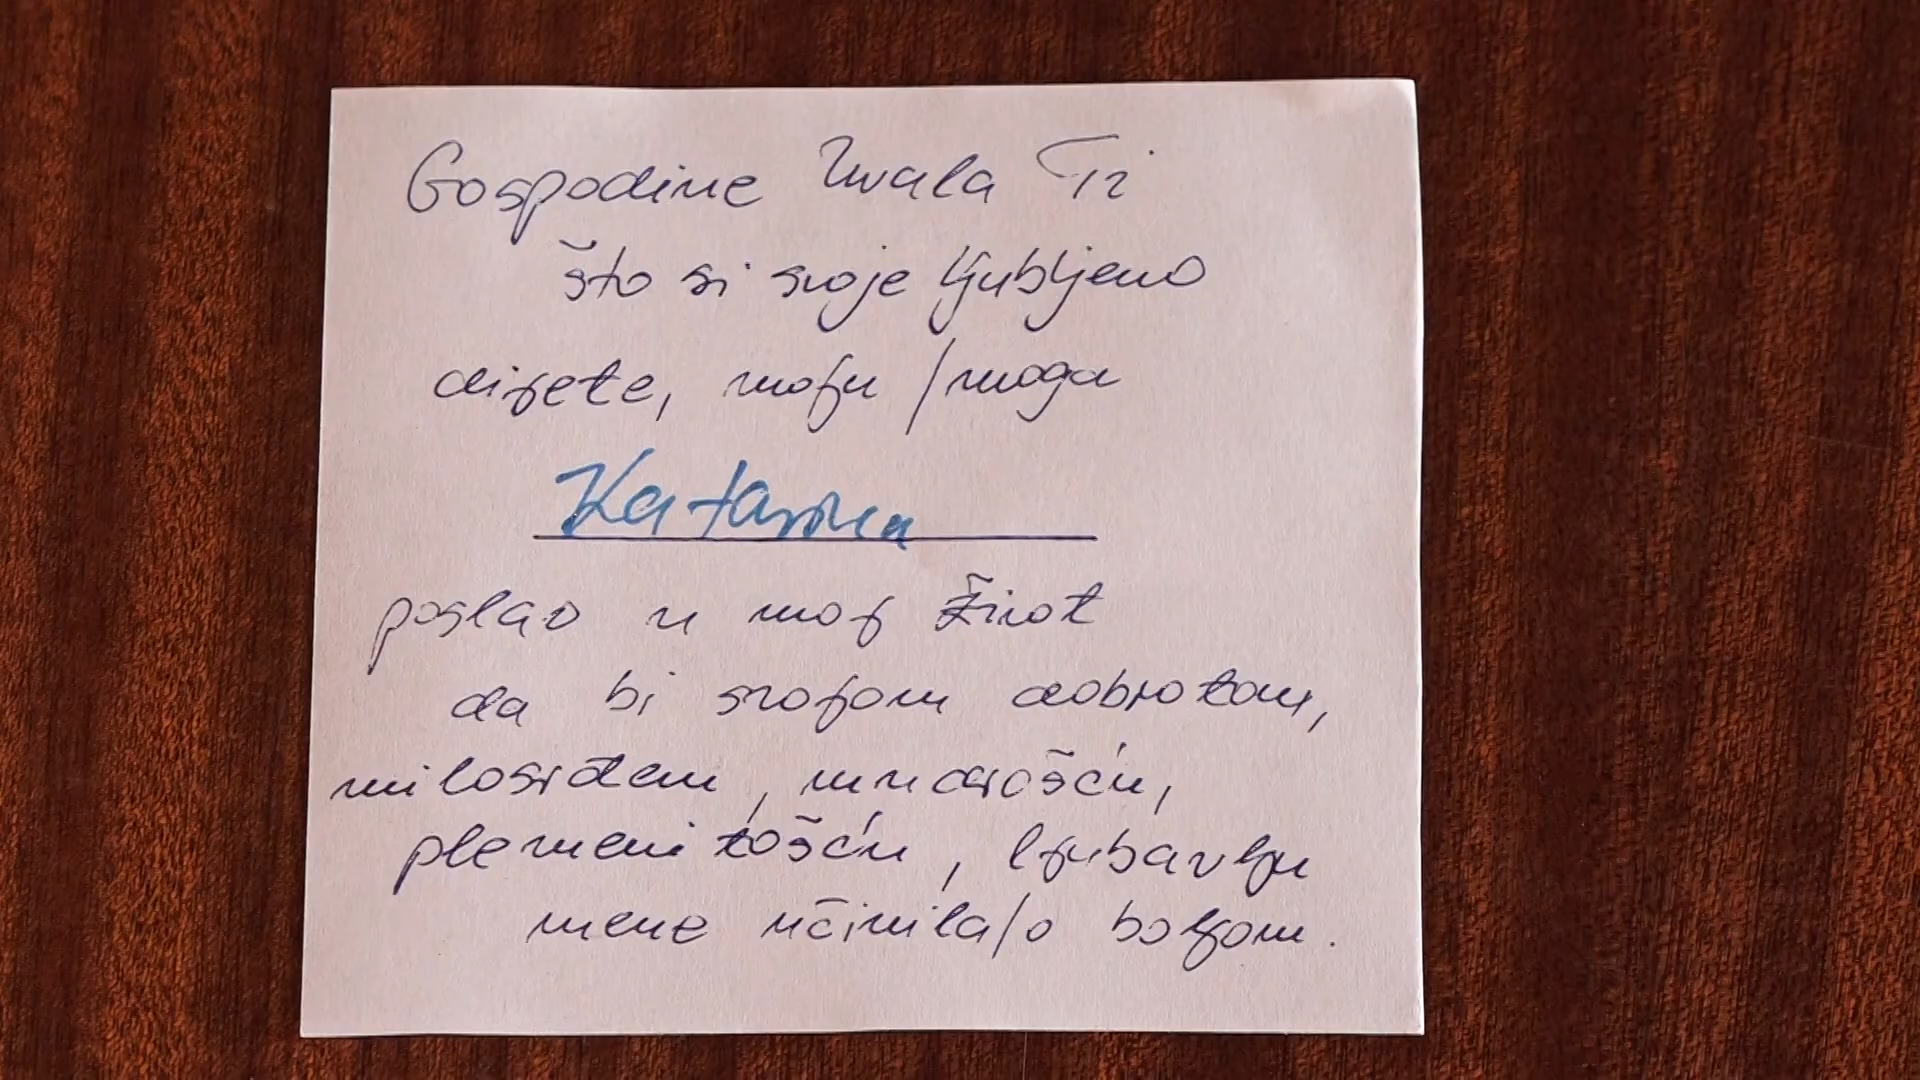 Gospodine hvala Ti
što si svoje ljubljeno
dijete, moju / moga
Katarina
poslao u moj život
da bi svojom dobrotom,
milosrđem, mudrošću,
plemenitošću, ljubavlju
mene učinila/o boljom.